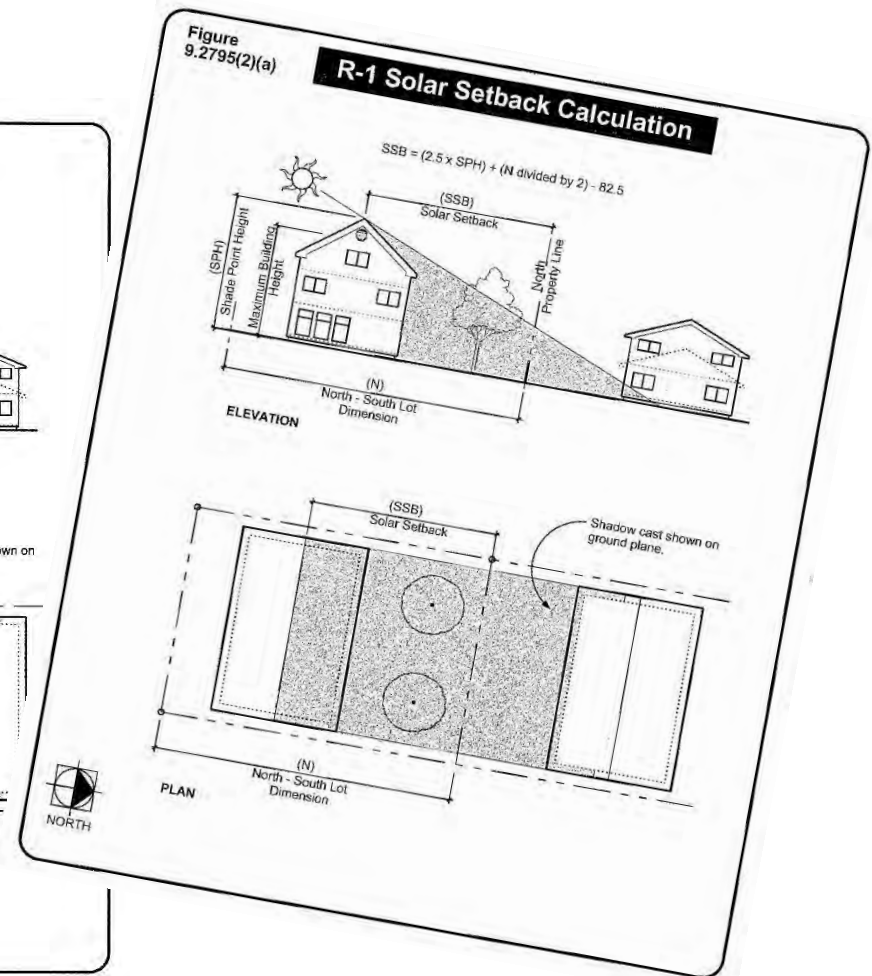 Figure
9.2795(2)(a)
R-1 Solar Setback Calculation
SSB = (2.5 x SPH) + (N divided by 2) - 82.5
(SSB)
Solar Setback
(SPH)
Shade Point Height
Maximum Building
Height
North
Property Line
(N)
North - South Lot
Dimension
ELEVATION
(SSB)
Solar Setback
Shadow cast shown on
ground plane.
own on
(N)
North - South Lot
Dimension
PLAN
NORTH